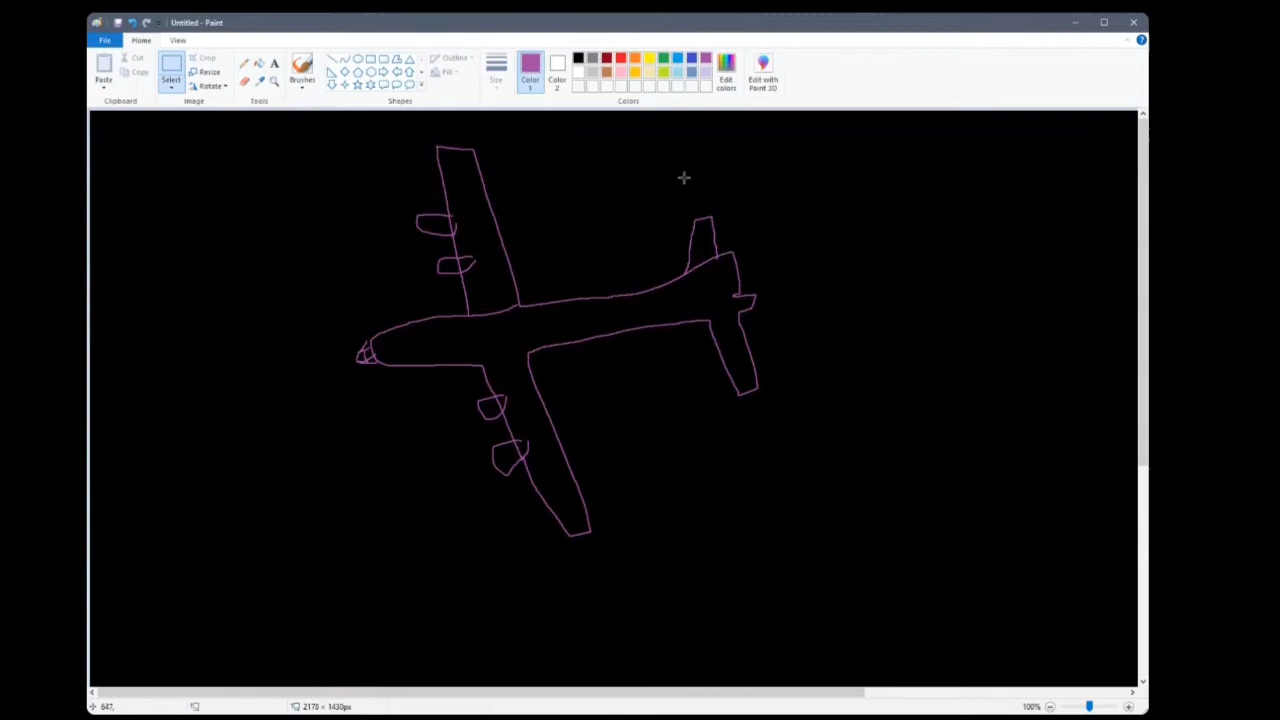 Untitled - Paint
File Home View
Paste Cut Copy
Clipboard
Select Crop Resize Rotate
Image
Tools
Brushes
Shapes
Outline Fill
Size
Color 1 Color 2
Colors
Edit colors
Edit with Paint 3D
647,
2178 × 1430px
100%